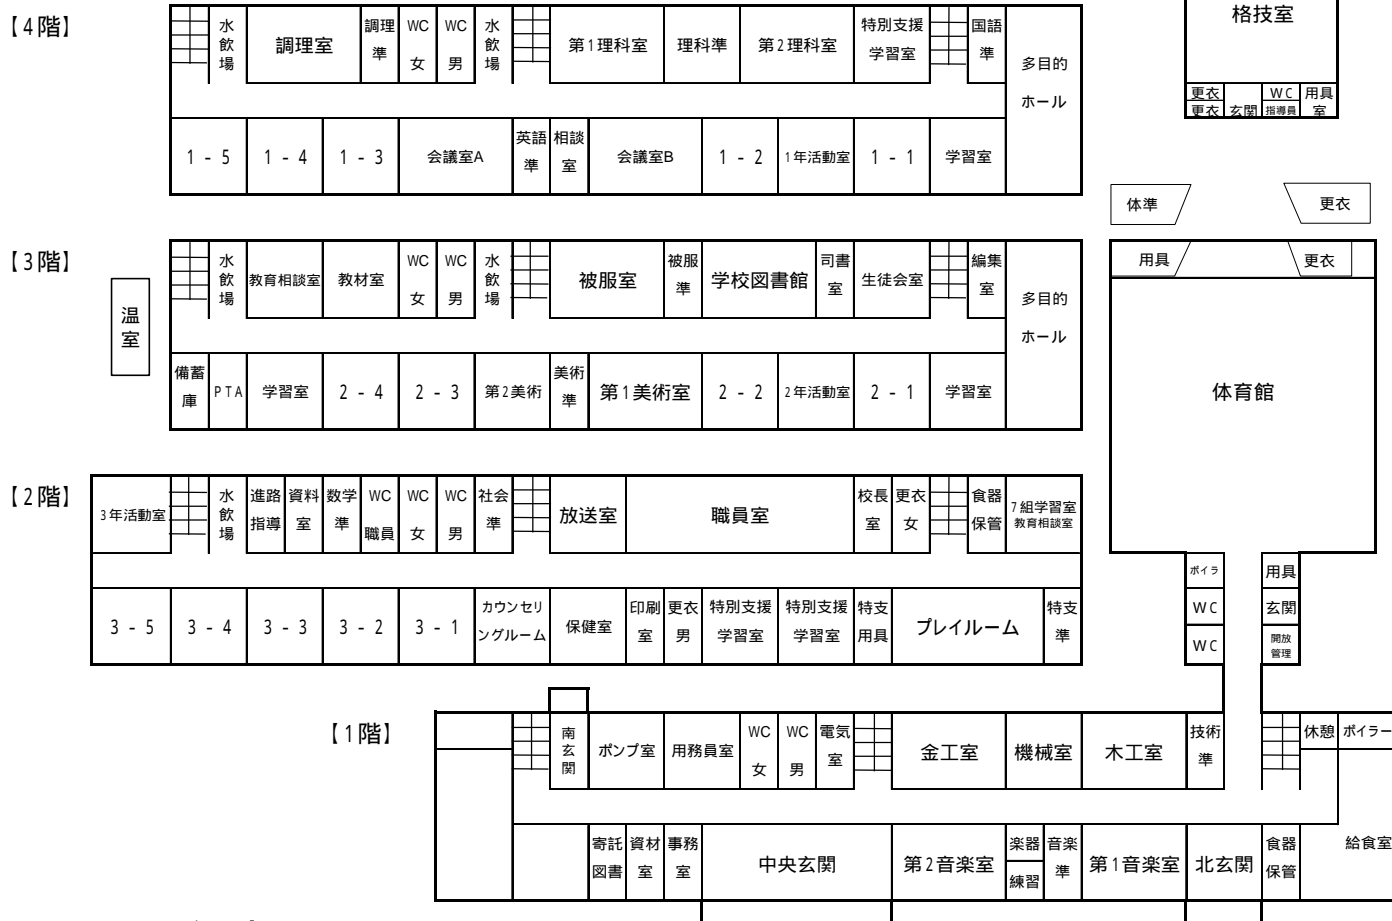 【4階】
水飲場
調理室
調理準
WC女
WC男
水飲場
第1理科室
理科準
第2理科室
特別支援
学習室
国語準
多目的
ホール
1 - 5
1 - 4
1 - 3
会議室A
英語準
相談室
会議室B
1 - 2
1年活動室
1 - 1
学習室
格技室
更衣
更衣
玄関
WC
指導員
用具室
体準
更衣
【3階】
温室
水飲場
教育相談室
教材室
WC女
WC男
水飲場
被服室
被服準
学校図書館
司書室
生徒会室
編集室
多目的
ホール
備蓄庫
PTA
学習室
2 - 4
2 - 3
第2美術
美術準
第1美術室
2 - 2
2年活動室
2 - 1
学習室
用具
更衣
体育館
ボイラ
WC
WC
用具
玄関
開放
管理
【2階】
3年活動室
水飲場
進路
指導
資料室
数学準
WC
職員
WC女
WC男
社会準
放送室
職員室
校長室
更衣女
食器
保管
7組学習室
教育相談室
3 - 5
3 - 4
3 - 3
3 - 2
3 - 1
カウンセリ
ングルーム
保健室
印刷室
更衣男
特別支援
学習室
特別支援
学習室
特支
用具
プレイルーム
特支準
【1階】
南玄関
ポンプ室
用務員室
WC女
WC男
電気室
金工室
機械室
木工室
技術準
休憩
ボイラー
寄託
図書
資材室
事務室
中央玄関
第2音楽室
楽器
練習
音楽準
第1音楽室
北玄関
食器
保管
給食室